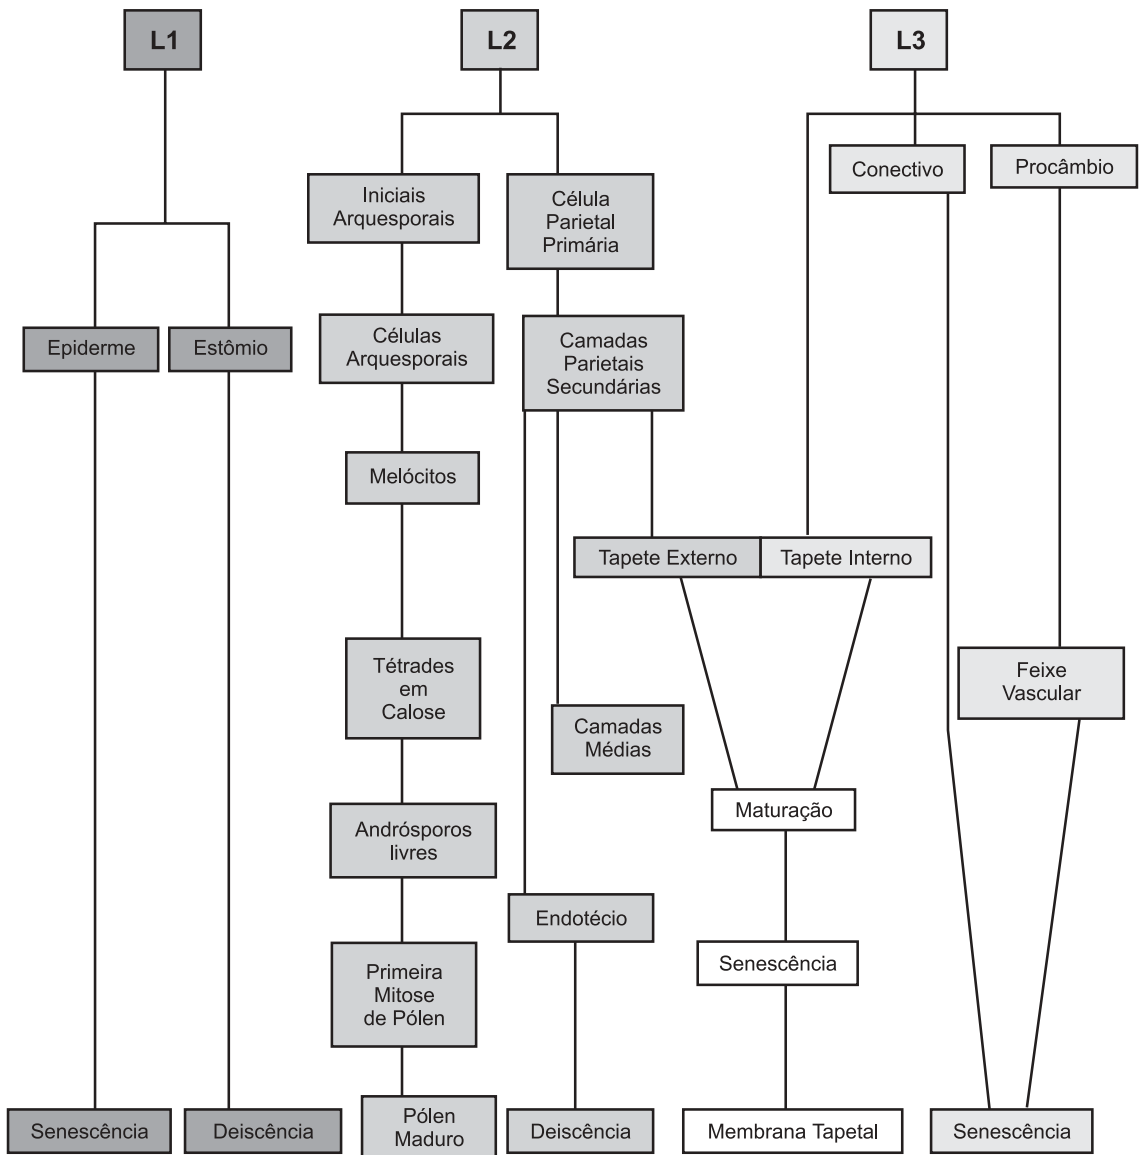 L1
L2
L3
Conectivo
Procâmbio
Iniciais
Arquesporais
Célula
Parietal
Primária
Epiderme
Estômio
Células
Arquesporais
Camadas
Parietais
Secundárias
Melócitos
Tapete Externo
Tapete Interno
Tétrades
em
Calose
Feixe
Vascular
Camadas
Médias
Maturação
Andrósporos
livres
Endotécio
Senescência
Primeira
Mitose
de Pólen
Senescência
Deiscência
Pólen
Maduro
Deiscência
Membrana Tapetal
Senescência